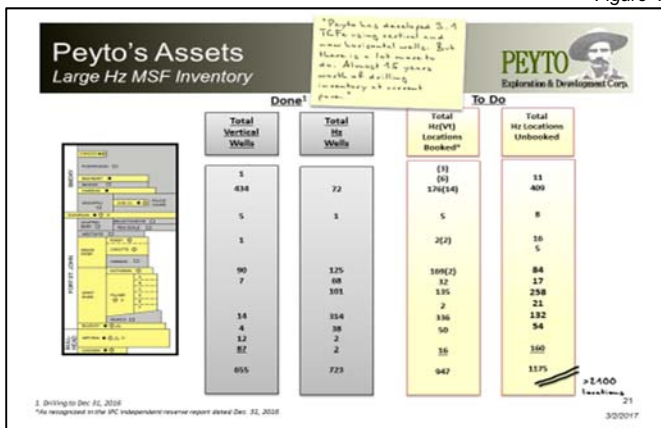 Figure
Peyto's Assets
Large Hz MSF Inventory
"Peyto has developed 3.1
TCFe using vertical and
new horizontal wells. But
there is a lot more to
do. Almost 15 years
worth of drilling
inventory at current
pace."
PEYTO
Exploration & Development Corp.
Done¹ To Do
Total Vertical Wells
Total Hz Wells
Total Hz(Vt) Locations Booked*
Total Hz Locations Unbooked
(3)
1 (6) 11
434 72 176(14) 409
5 1 5 8
1 2(2) 16
5
90 125 169(2) 84
7 68 32 17
101 135 258
2 21
14 314 336 132
4 38 50 54
12 2
87 2 16 160
655 723 947 1175
>2100
locations
1. Drilling to Dec 31, 2016
*As recognized in the IPC independent reserve report dated Dec. 31, 2016
21
3/2/2017